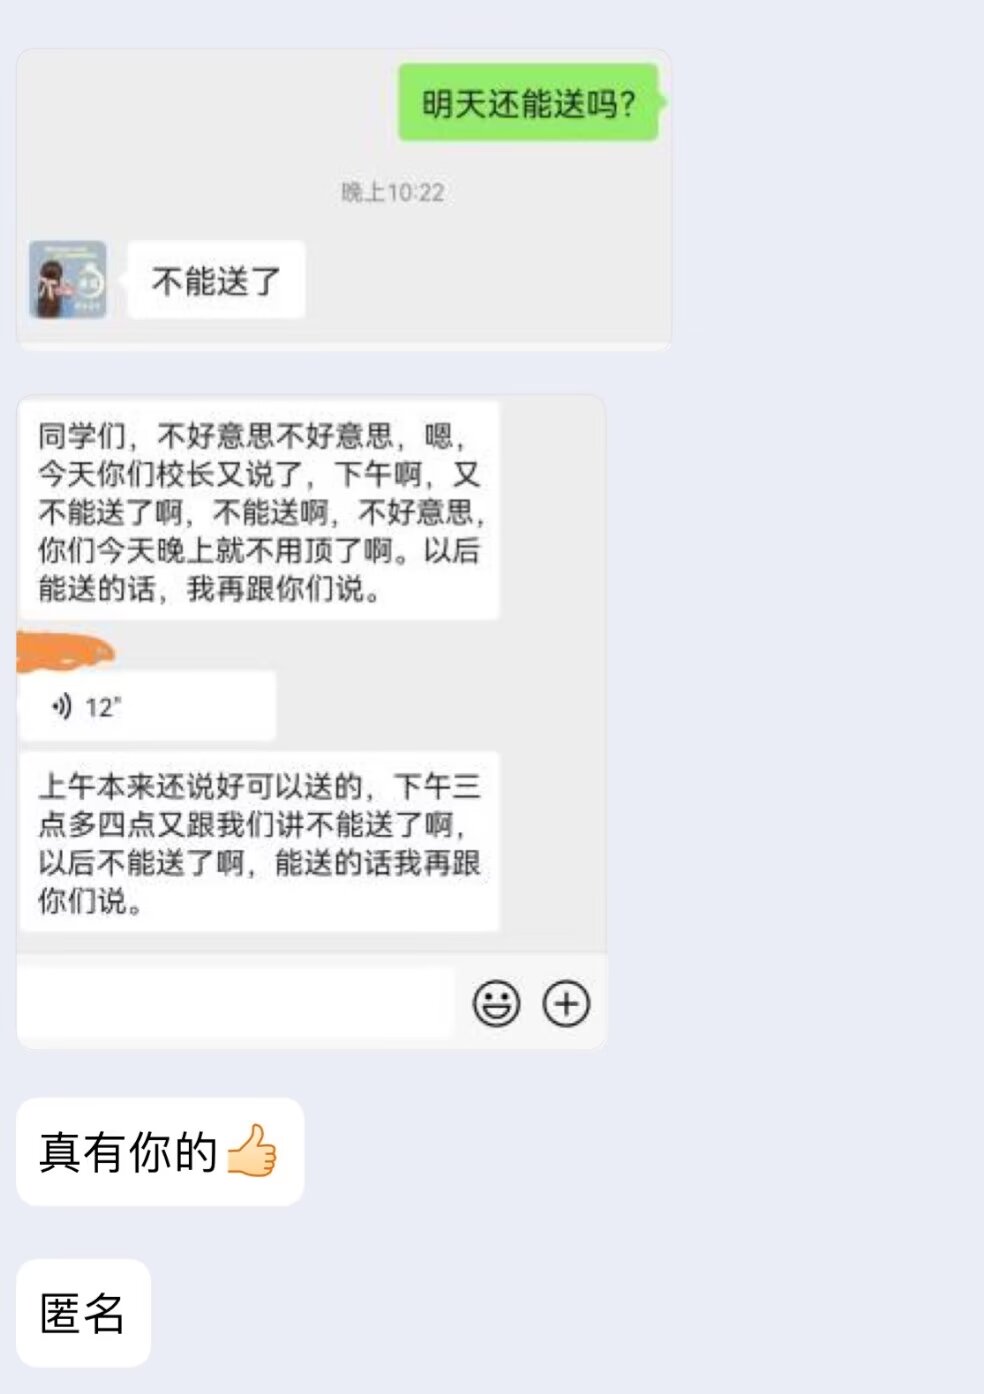 明天还能送吗?
晚上10:22
不能送了
同学们，不好意思不好意思，嗯，
今天你们校长又说了，下午啊，又
不能送了啊，不能送啊，不好意思，
你们今天晚上就不用顶了啊。以后
能送的话，我再跟你们说。
12"
上午本来还说好可以送的，下午三
点多四点又跟我们讲不能送了啊，
以后不能送了啊，能送的话我再跟
你们说。
真有你的👍
匿名